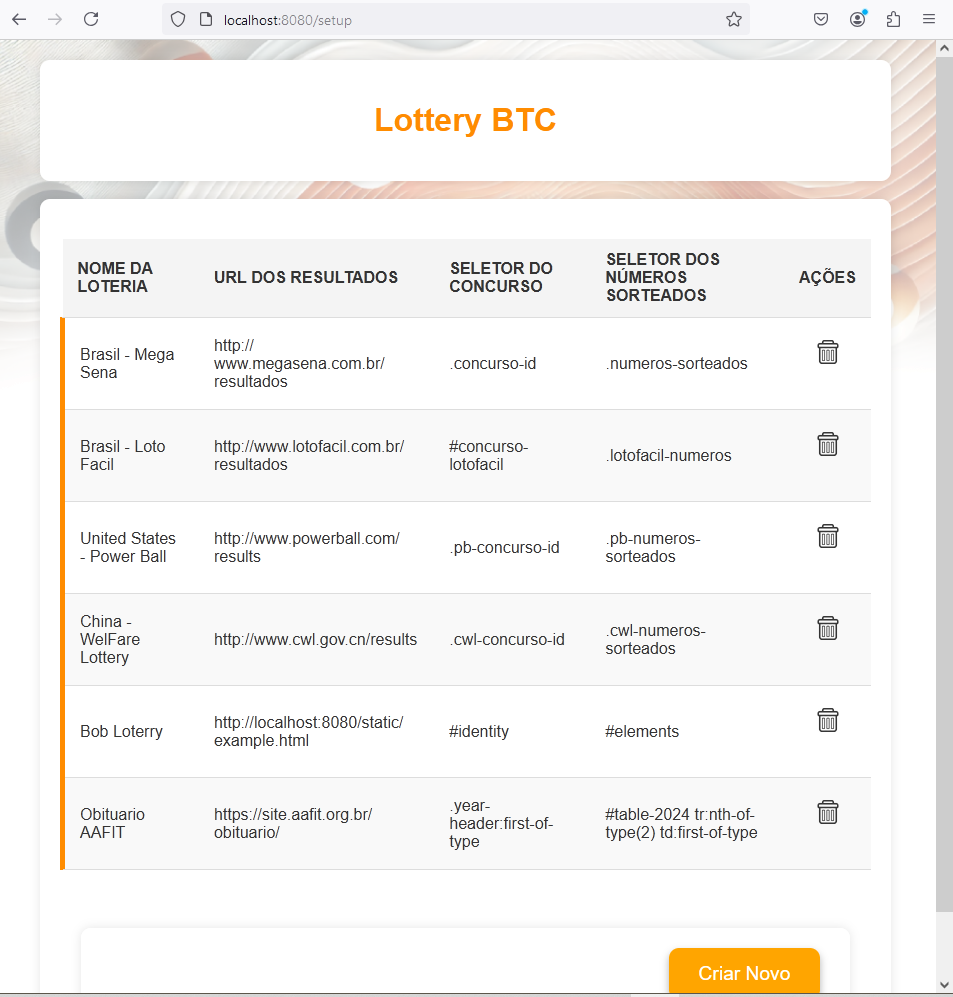 localhost:8080/setup
Lottery BTC
NOME DA
LOTERIA
URL DOS RESULTADOS
SELETOR DO
CONCURSO
SELETOR DOS
NÚMEROS
SORTEADOS
AÇÕES
Brasil - Mega
Sena
http://
www.megasena.com.br/
resultados
.concurso-id
.numeros-sorteados
Brasil - Loto
Facil
http://www.lotofacil.com.br/
resultados
#concurso-
lotofacil
.lotofacil-numeros
United States
- Power Ball
http://www.powerball.com/
results
.pb-concurso-id
.pb-numeros-
sorteados
China -
WelFare
Lottery
http://www.cwl.gov.cn/results
.cwl-concurso-id
.cwl-numeros-
sorteados
Bob Loterry
http://localhost:8080/static/
example.html
#identity
#elements
Obituario
AAFIT
https://site.aafit.org.br/
obituario/
.year-
header:first-of-
type
#table-2024 tr:nth-of-
type(2) td:first-of-type
Criar Novo